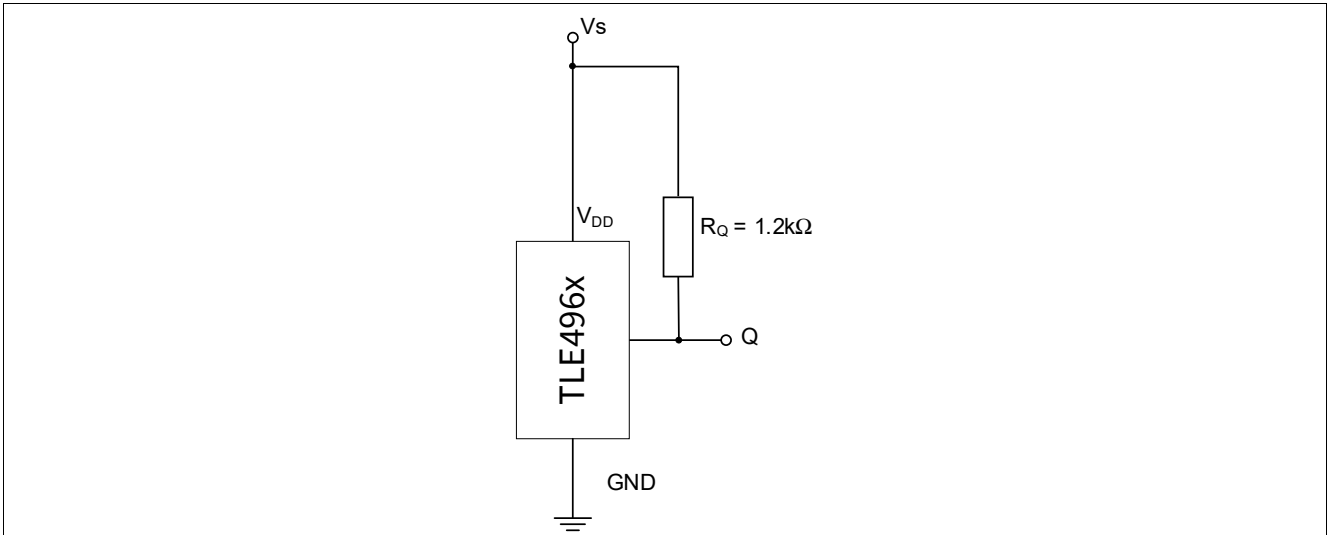 Vs
VDD
RQ = 1.2kΩ
TLE496x
Q
GND